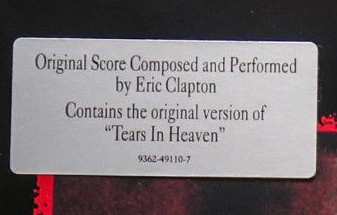 Original Score Composed and Performed
by Eric Clapton
Contains the original version of
“Tears In Heaven”
9362-49110-7